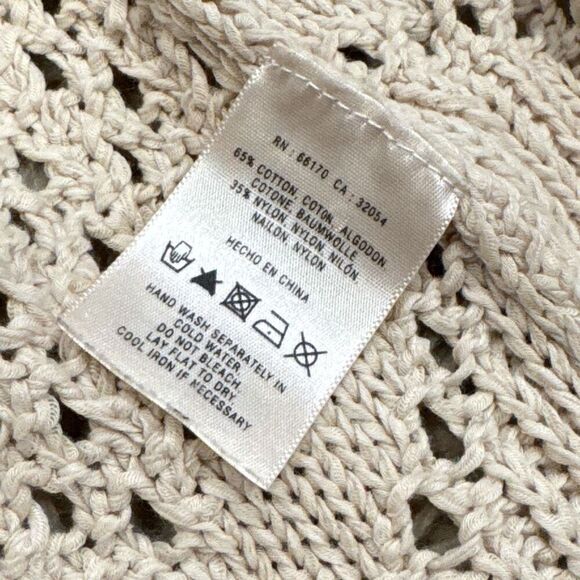 RN : 66170 CA : 32054
65% COTTON, COTON, ALGODON
COTONE, BAUMWOLLE
35% NYLON, NYLON, NILÓN,
NAILON, NYLON
HECHO EN CHINA
HAND WASH SEPARATELY IN
COLD WATER
DO NOT BLEACH,
LAY FLAT TO DRY.
COOL IRON IF NECESSARY